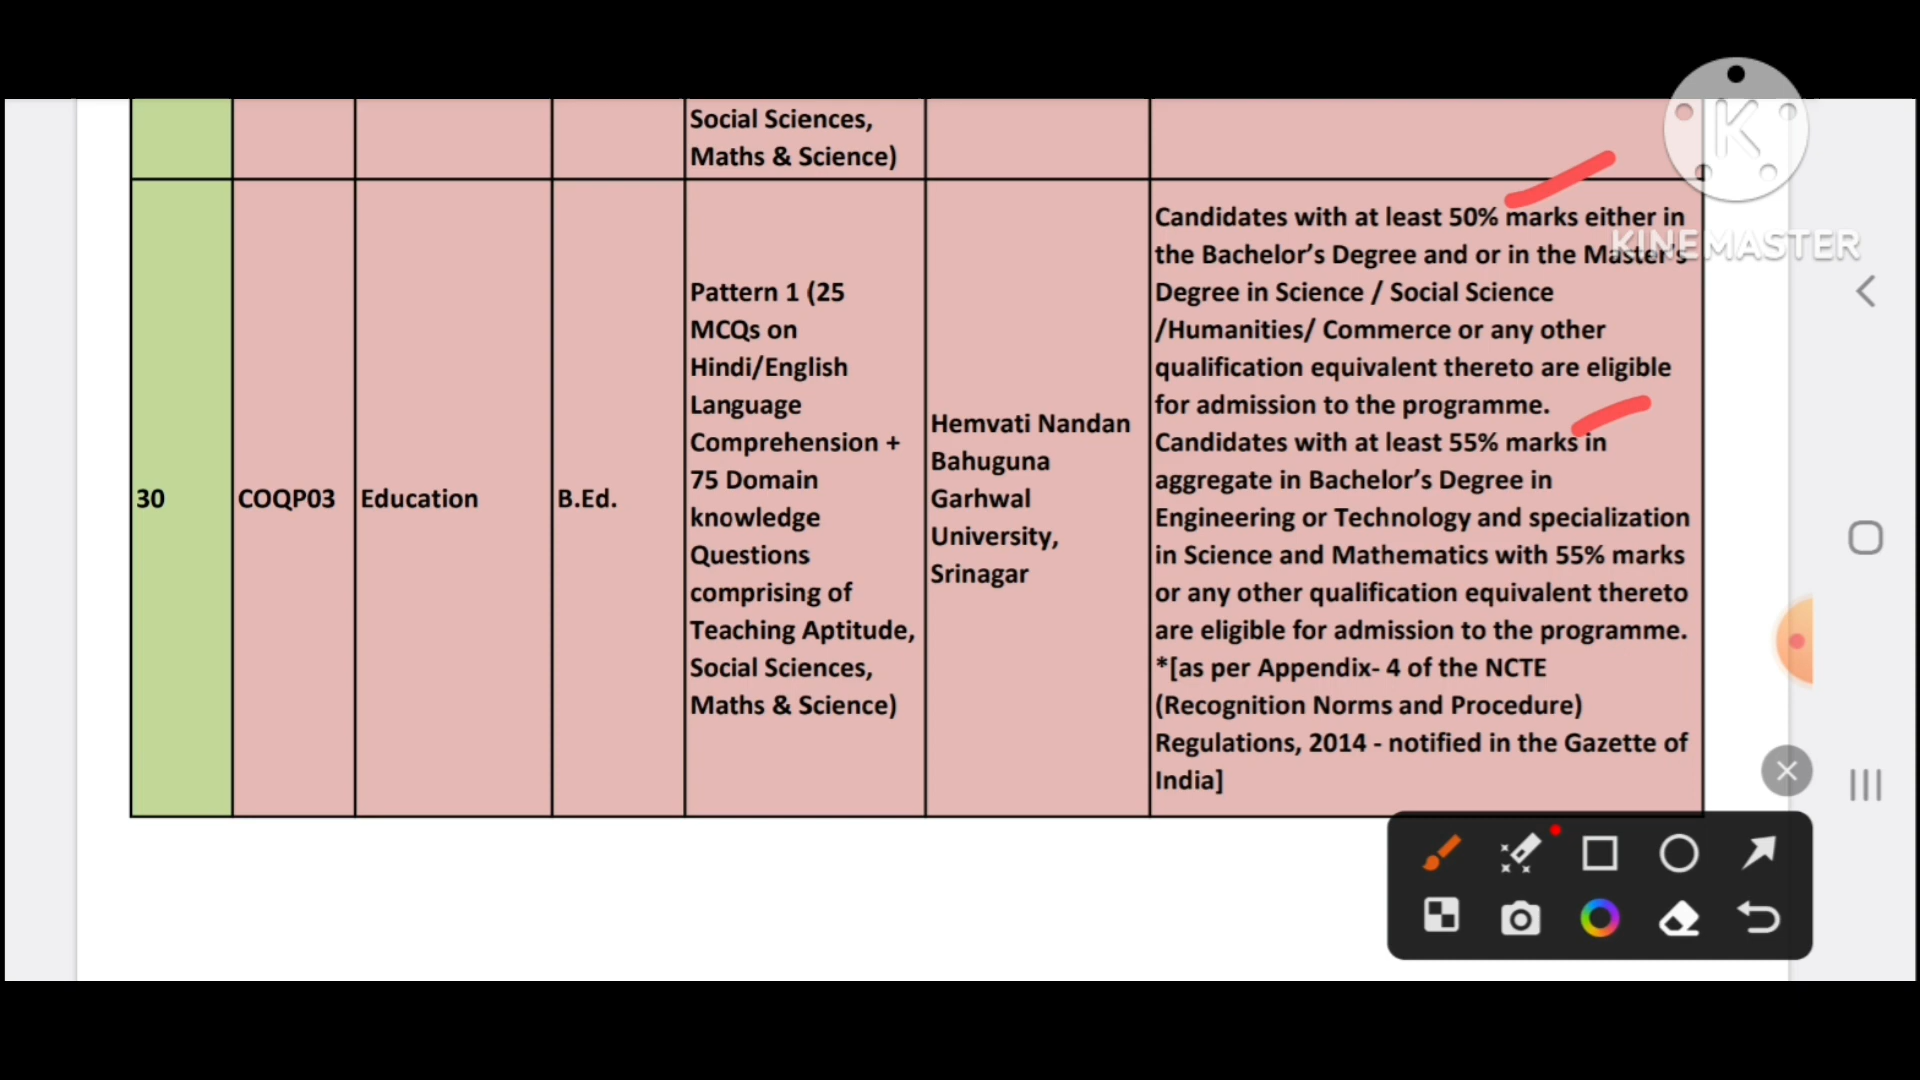 Social Sciences,
Maths & Science)
30
COQP03
Education
B.Ed.
Pattern 1 (25
MCQs on
Hindi/English
Language
Comprehension +
75 Domain
knowledge
Questions
comprising of
Teaching Aptitude,
Social Sciences,
Maths & Science)
Hemvati Nandan
Bahuguna
Garhwal
University,
Srinagar
Candidates with at least 50% marks either in
the Bachelor’s Degree and or in the Master’s
Degree in Science / Social Science
/Humanities/ Commerce or any other
qualification equivalent thereto are eligible
for admission to the programme.
Candidates with at least 55% marks in
aggregate in Bachelor’s Degree in
Engineering or Technology and specialization
in Science and Mathematics with 55% marks
or any other qualification equivalent thereto
are eligible for admission to the programme.
*[as per Appendix- 4 of the NCTE
(Recognition Norms and Procedure)
Regulations, 2014 - notified in the Gazette of
India]
K
KINEMASTER